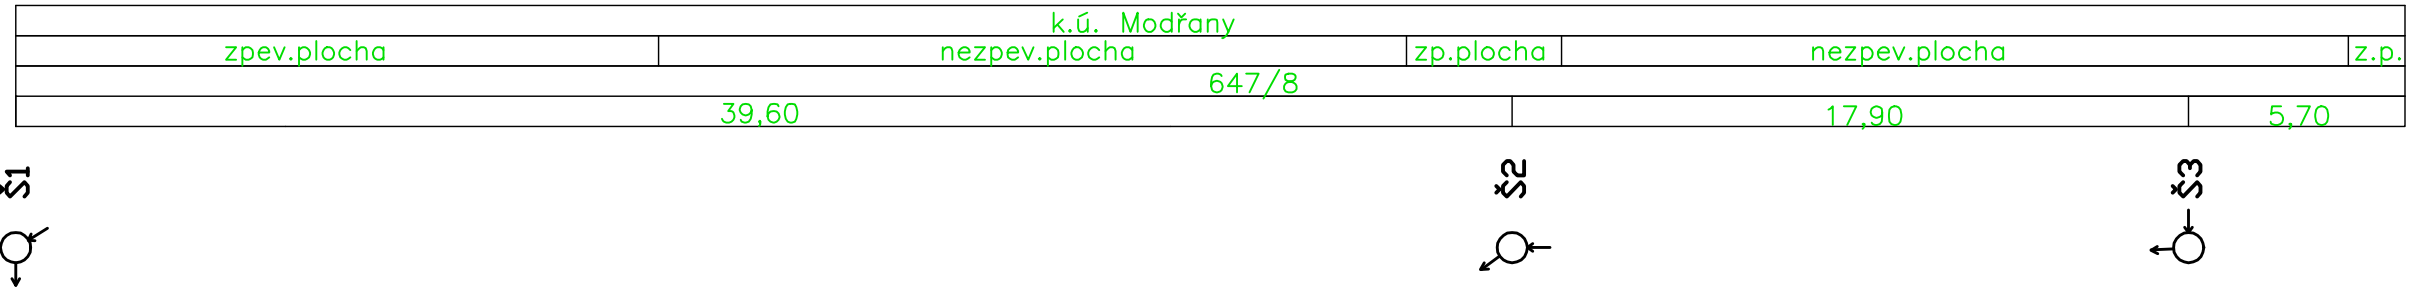 k.ú. Modřany
zpev.plocha nezpev.plocha zp.plocha nezpev.plocha z.p.
647/8
39,60 17,90 5,70
Š1 Š2 Š3